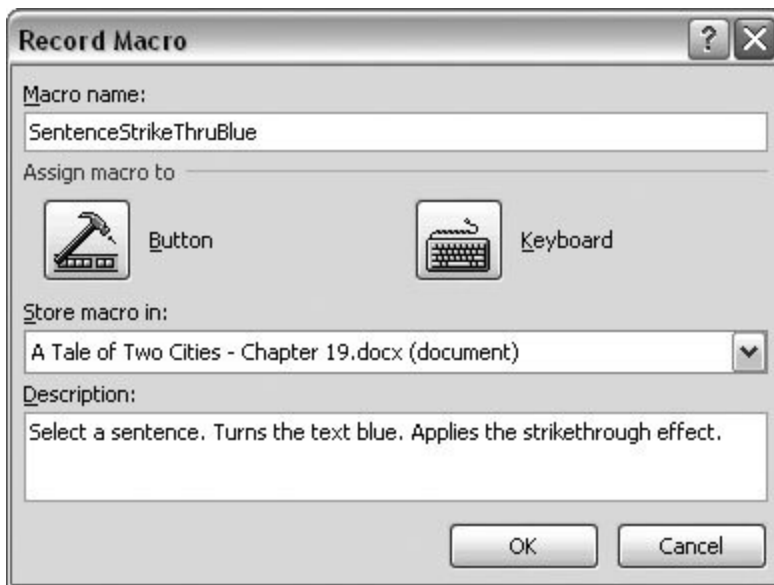 Record Macro
Macro name:
SentenceStrikeThruBlue
Assign macro to
Button
Keyboard
Store macro in:
A Tale of Two Cities - Chapter 19.docx (document)
Description:
Select a sentence. Turns the text blue. Applies the strikethrough effect.
OK
Cancel